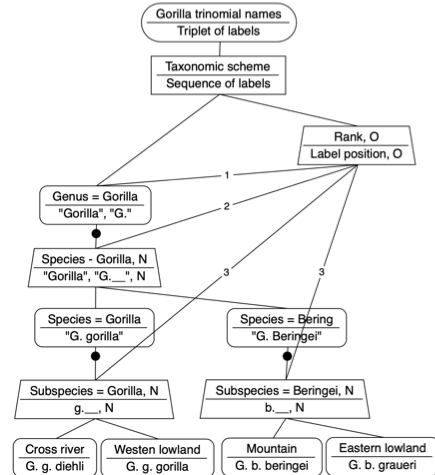 Gorilla trinomial names
Triplet of labels
Taxonomic scheme
Sequence of labels
Rank, O
Label position, O
1
Genus = Gorilla
"Gorilla", "G."
2
Species - Gorilla, N
"Gorilla", "G.__", N
3
3
Species = Gorilla
"G. gorilla"
Species = Bering
"G. Beringei"
Subspecies = Gorilla, N
g.__, N
Subspecies = Beringei, N
b.__, N
Cross river
G. g. diehli
Westen lowland
G. g. gorilla
Mountain
G. b. beringei
Eastern lowland
G. b. graueri